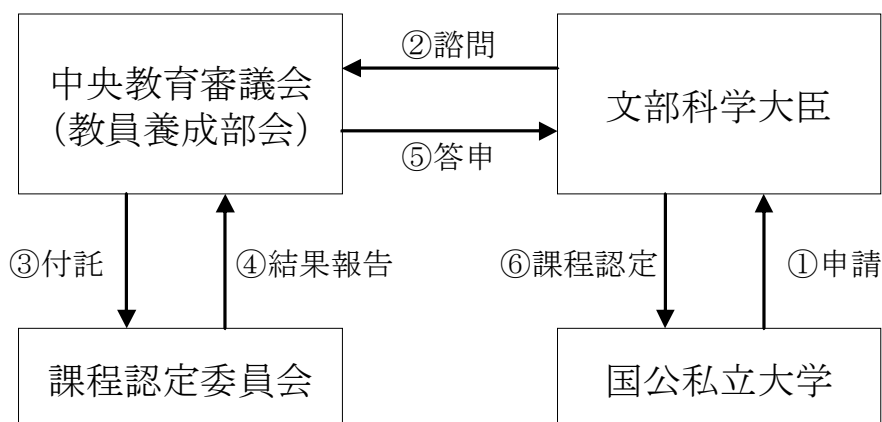 ②諮問
中央教育審議会
（教員養成部会）
文部科学大臣
⑤答申
③付託
④結果報告
⑥課程認定
①申請
課程認定委員会
国公私立大学